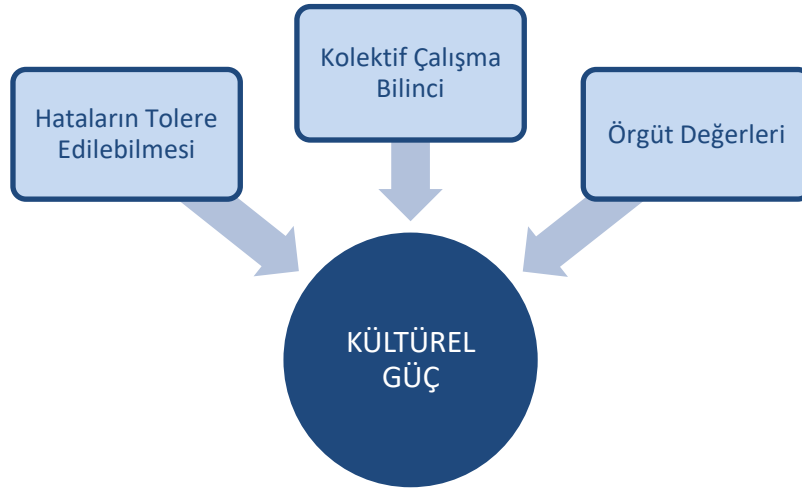 Hataların Tolere
Edilebilmesi
Kolektif Çalışma
Bilinci
Örgüt Değerleri
KÜLTÜREL
GÜÇ